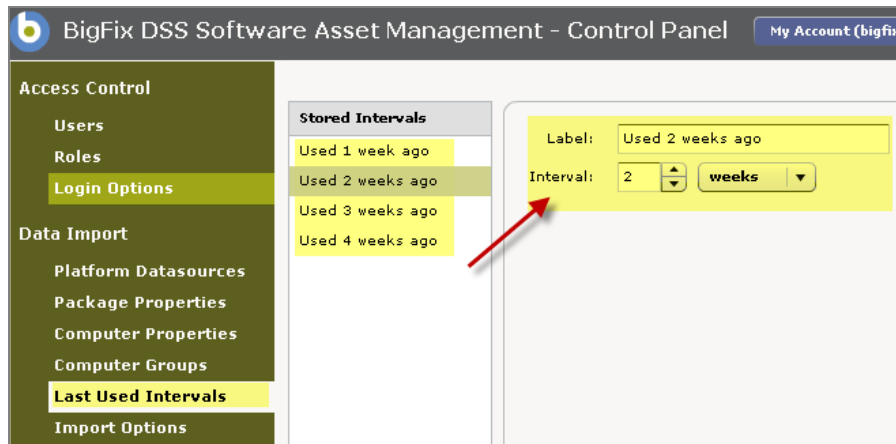 BigFix DSS Software Asset Management - Control Panel
My Account (bigfix
Access Control
Users
Roles
Login Options
Data Import
Platform Datasources
Package Properties
Computer Properties
Computer Groups
Last Used Intervals
Import Options
Stored Intervals
Used 1 week ago
Used 2 weeks ago
Used 3 weeks ago
Used 4 weeks ago
Label: Used 2 weeks ago
Interval: 2 weeks